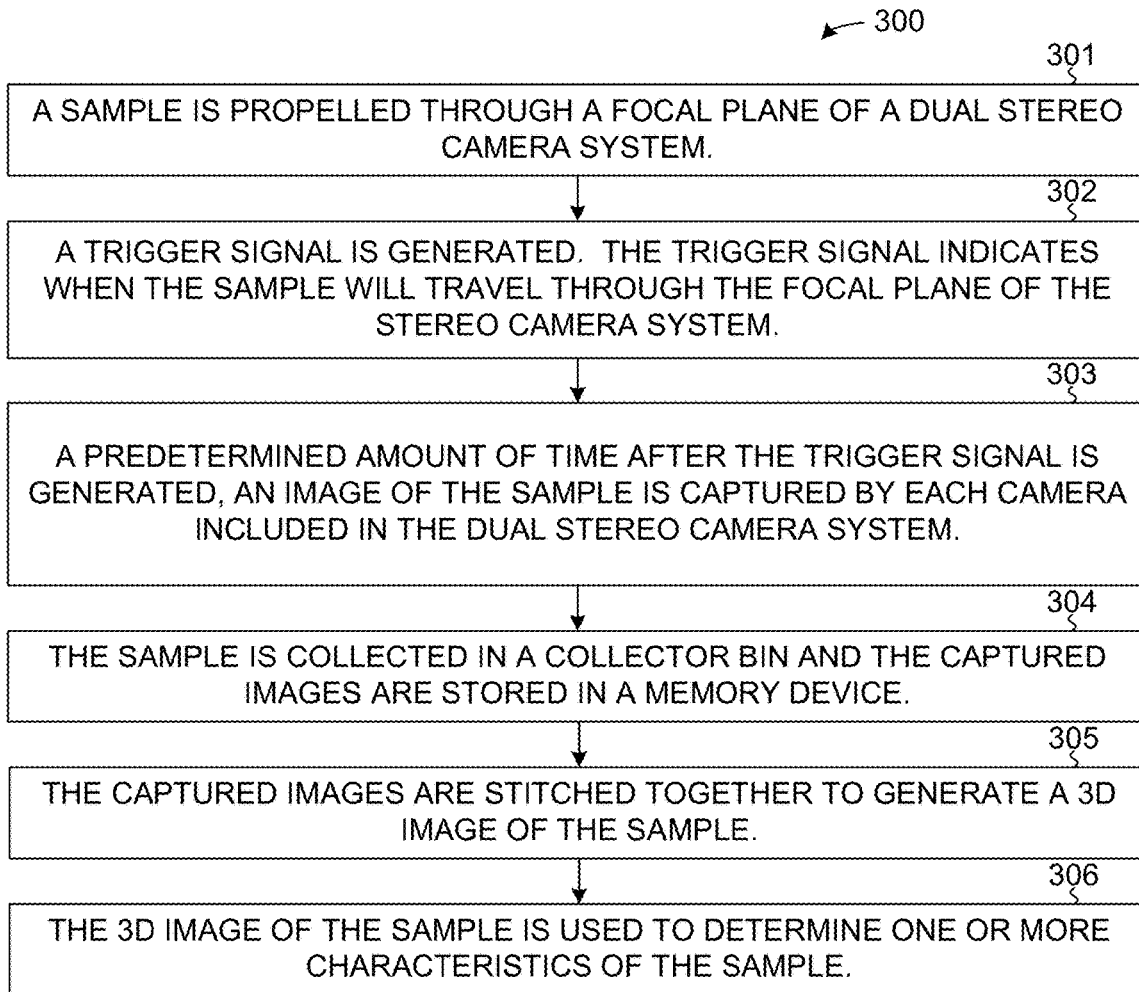 300
301
A SAMPLE IS PROPELLED THROUGH A FOCAL PLANE OF A DUAL STEREO
CAMERA SYSTEM.
302
A TRIGGER SIGNAL IS GENERATED. THE TRIGGER SIGNAL INDICATES
WHEN THE SAMPLE WILL TRAVEL THROUGH THE FOCAL PLANE OF THE
STEREO CAMERA SYSTEM.
303
A PREDETERMINED AMOUNT OF TIME AFTER THE TRIGGER SIGNAL IS
GENERATED, AN IMAGE OF THE SAMPLE IS CAPTURED BY EACH CAMERA
INCLUDED IN THE DUAL STEREO CAMERA SYSTEM.
304
THE SAMPLE IS COLLECTED IN A COLLECTOR BIN AND THE CAPTURED
IMAGES ARE STORED IN A MEMORY DEVICE.
305
THE CAPTURED IMAGES ARE STITCHED TOGETHER TO GENERATE A 3D
IMAGE OF THE SAMPLE.
306
THE 3D IMAGE OF THE SAMPLE IS USED TO DETERMINE ONE OR MORE
CHARACTERISTICS OF THE SAMPLE.